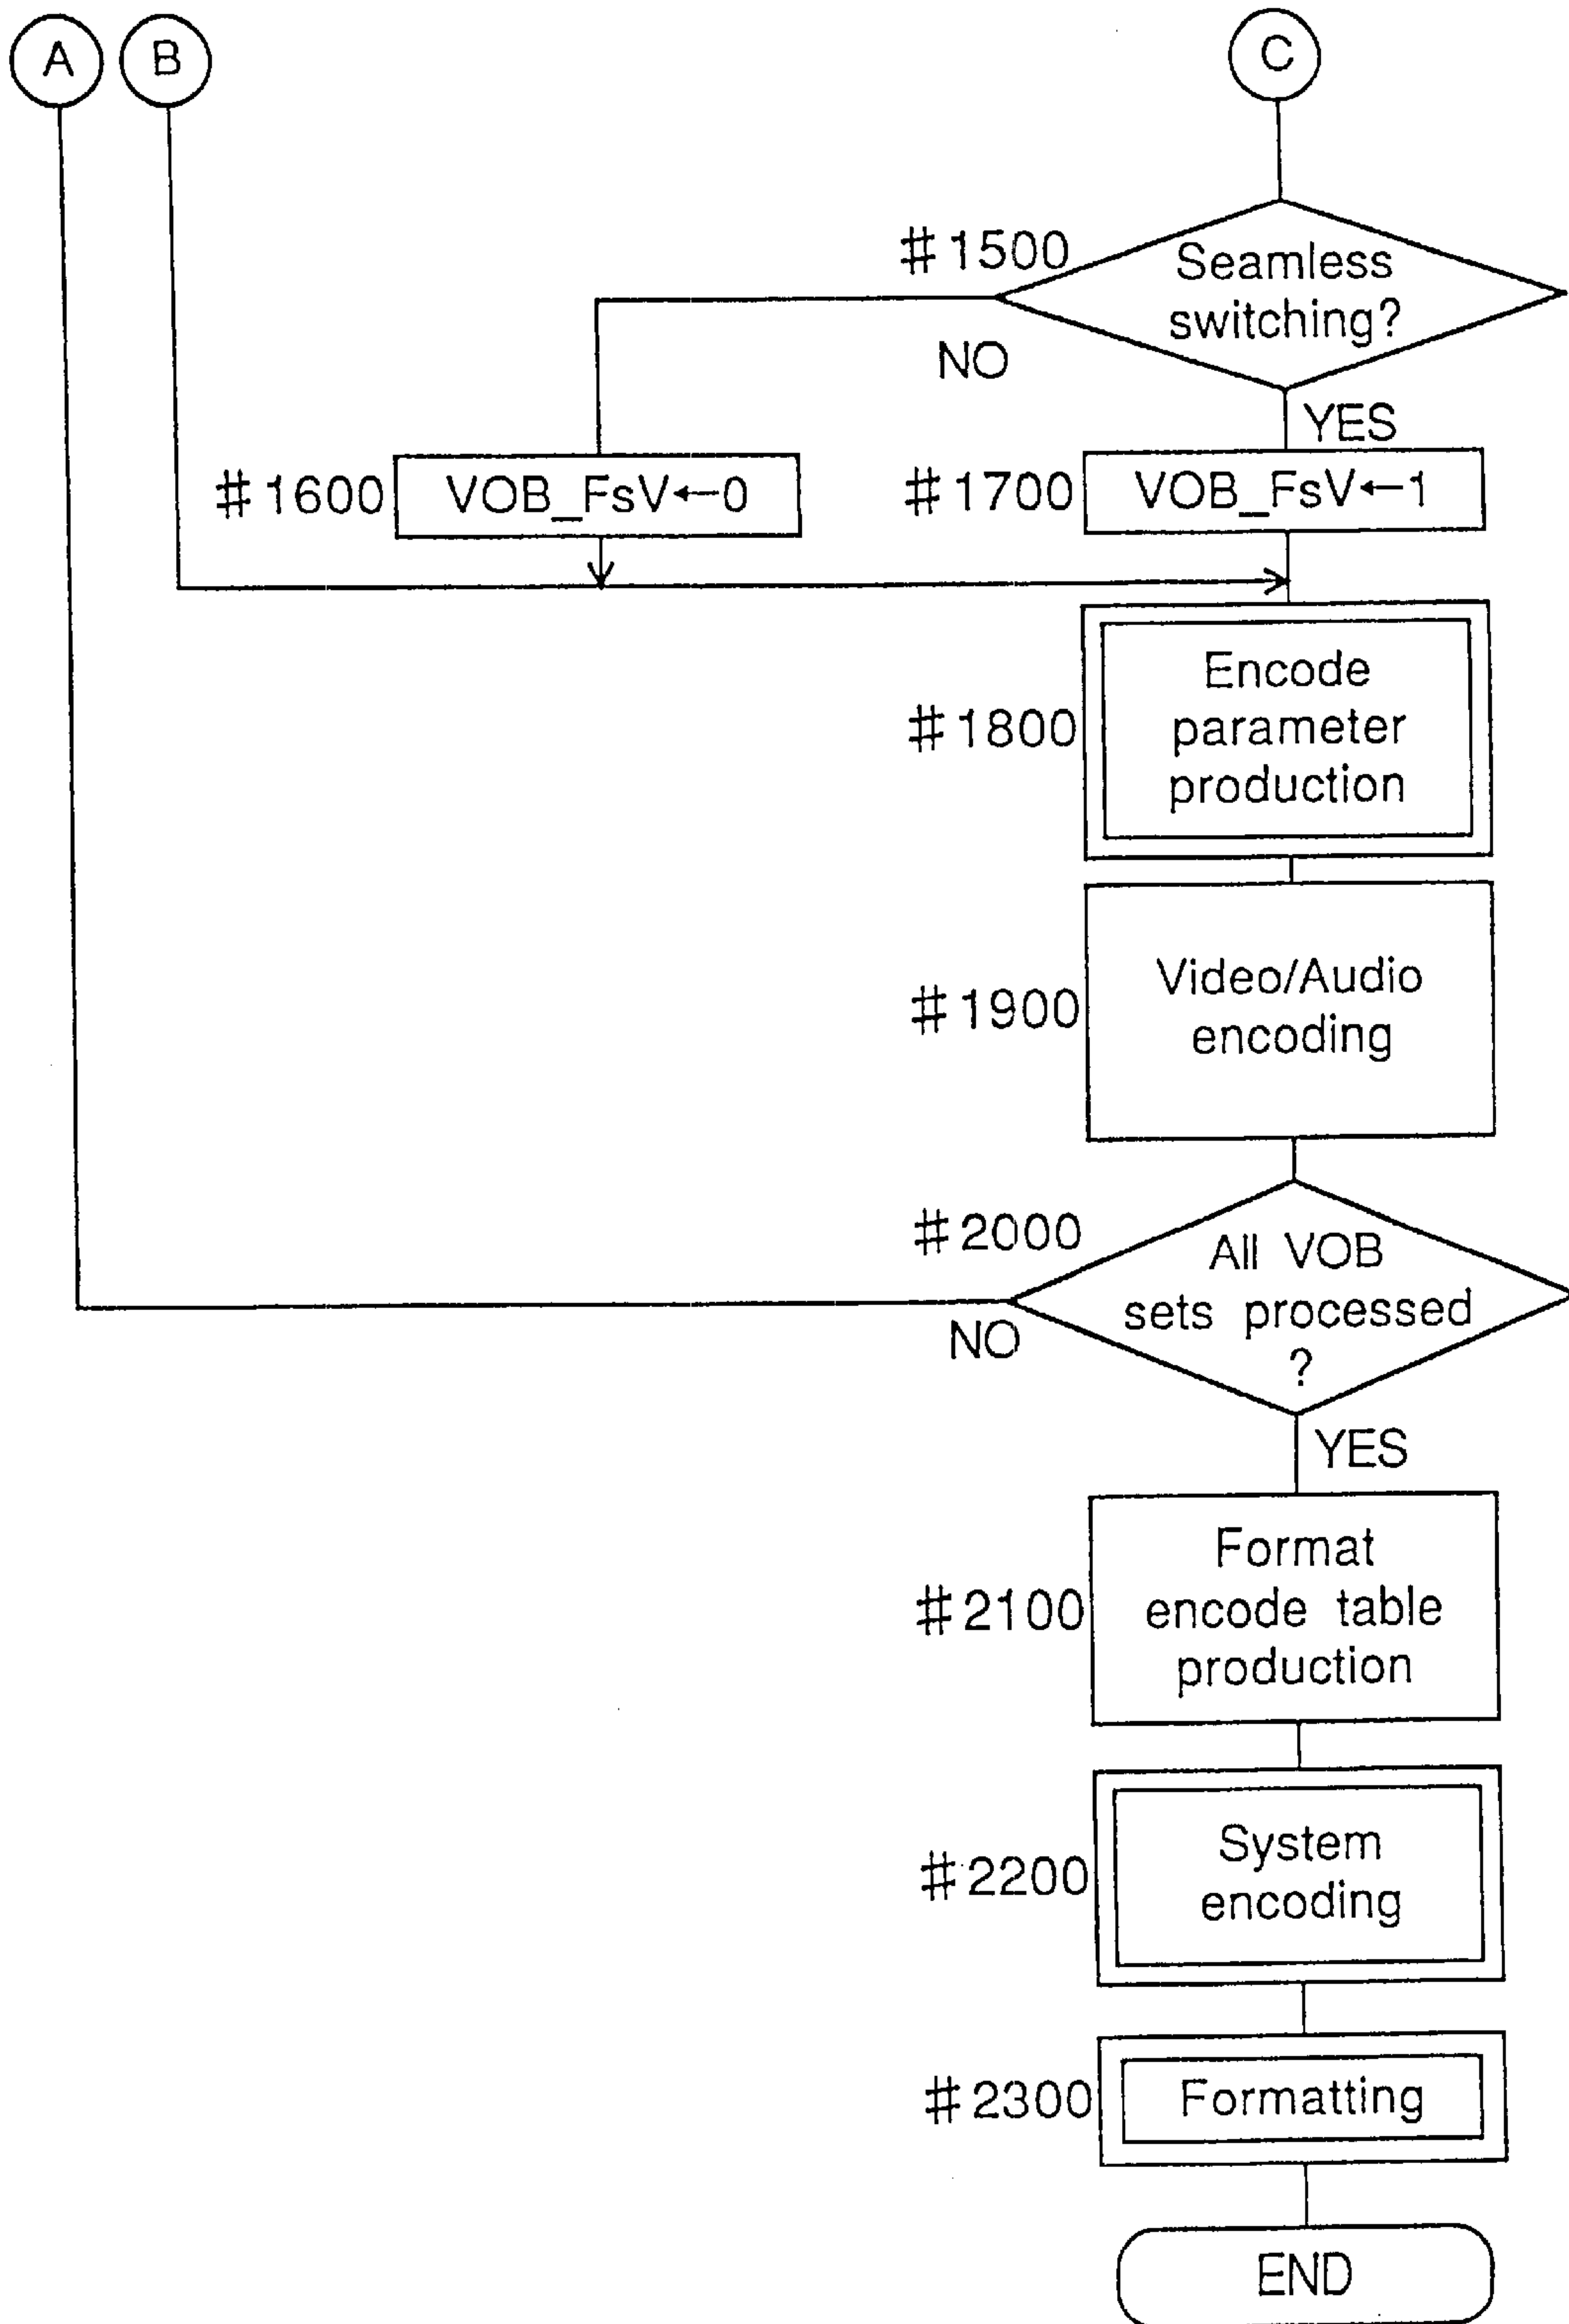 A
B
C
#1500
Seamless
switching?
NO
YES
#1600
VOB_FsV←0
#1700
VOB_FsV←1
#1800
Encode
parameter
production
#1900
Video/Audio
encoding
#2000
All VOB
sets processed
?
NO
YES
#2100
Format
encode table
production
#2200
System
encoding
#2300
Formatting
END